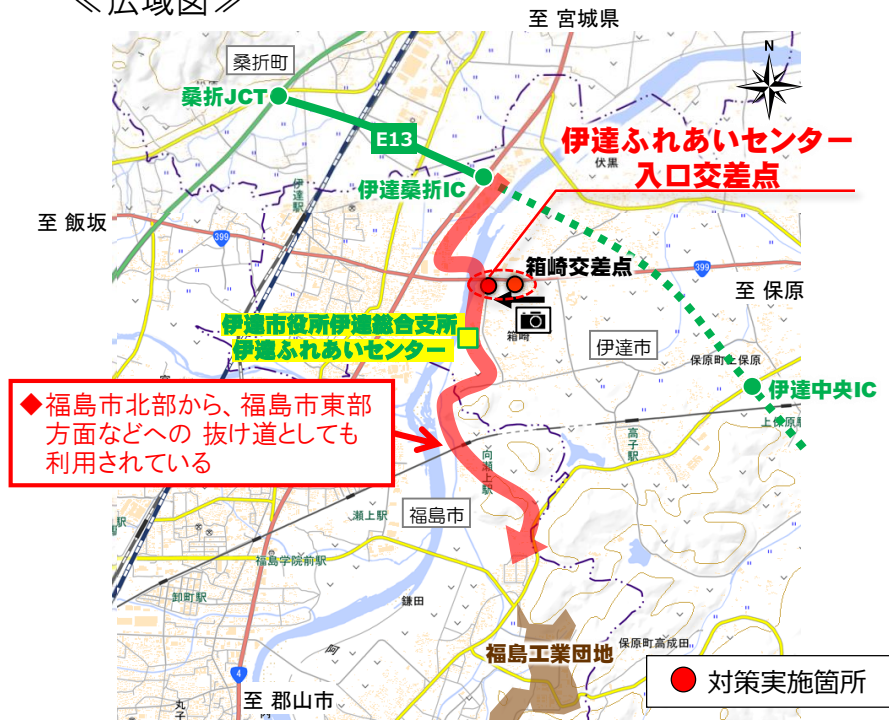 ≪広域図≫
至 宮城県
桑折町
N
桑折JCT
E13
伊達ふれあいセンター
入口交差点
伏黒
伊達桑折IC
伊達駅
至 飯坂
399
箱崎交差点
399
至 保原
伊達市役所伊達総合支所
伊達ふれあいセンター
箱崎
伊達市
保原町上保原
伊達中央IC
上保原駅
◆福島市北部から、福島市東部
方面などへの 抜け道としても
利用されている
高子駅
向瀬上駅
瀬上駅
福島市
福島学院前駅
卸町駅
鎌田
阿
福島工業団地
保原町高成田
4
至 郡山市
対策実施箇所